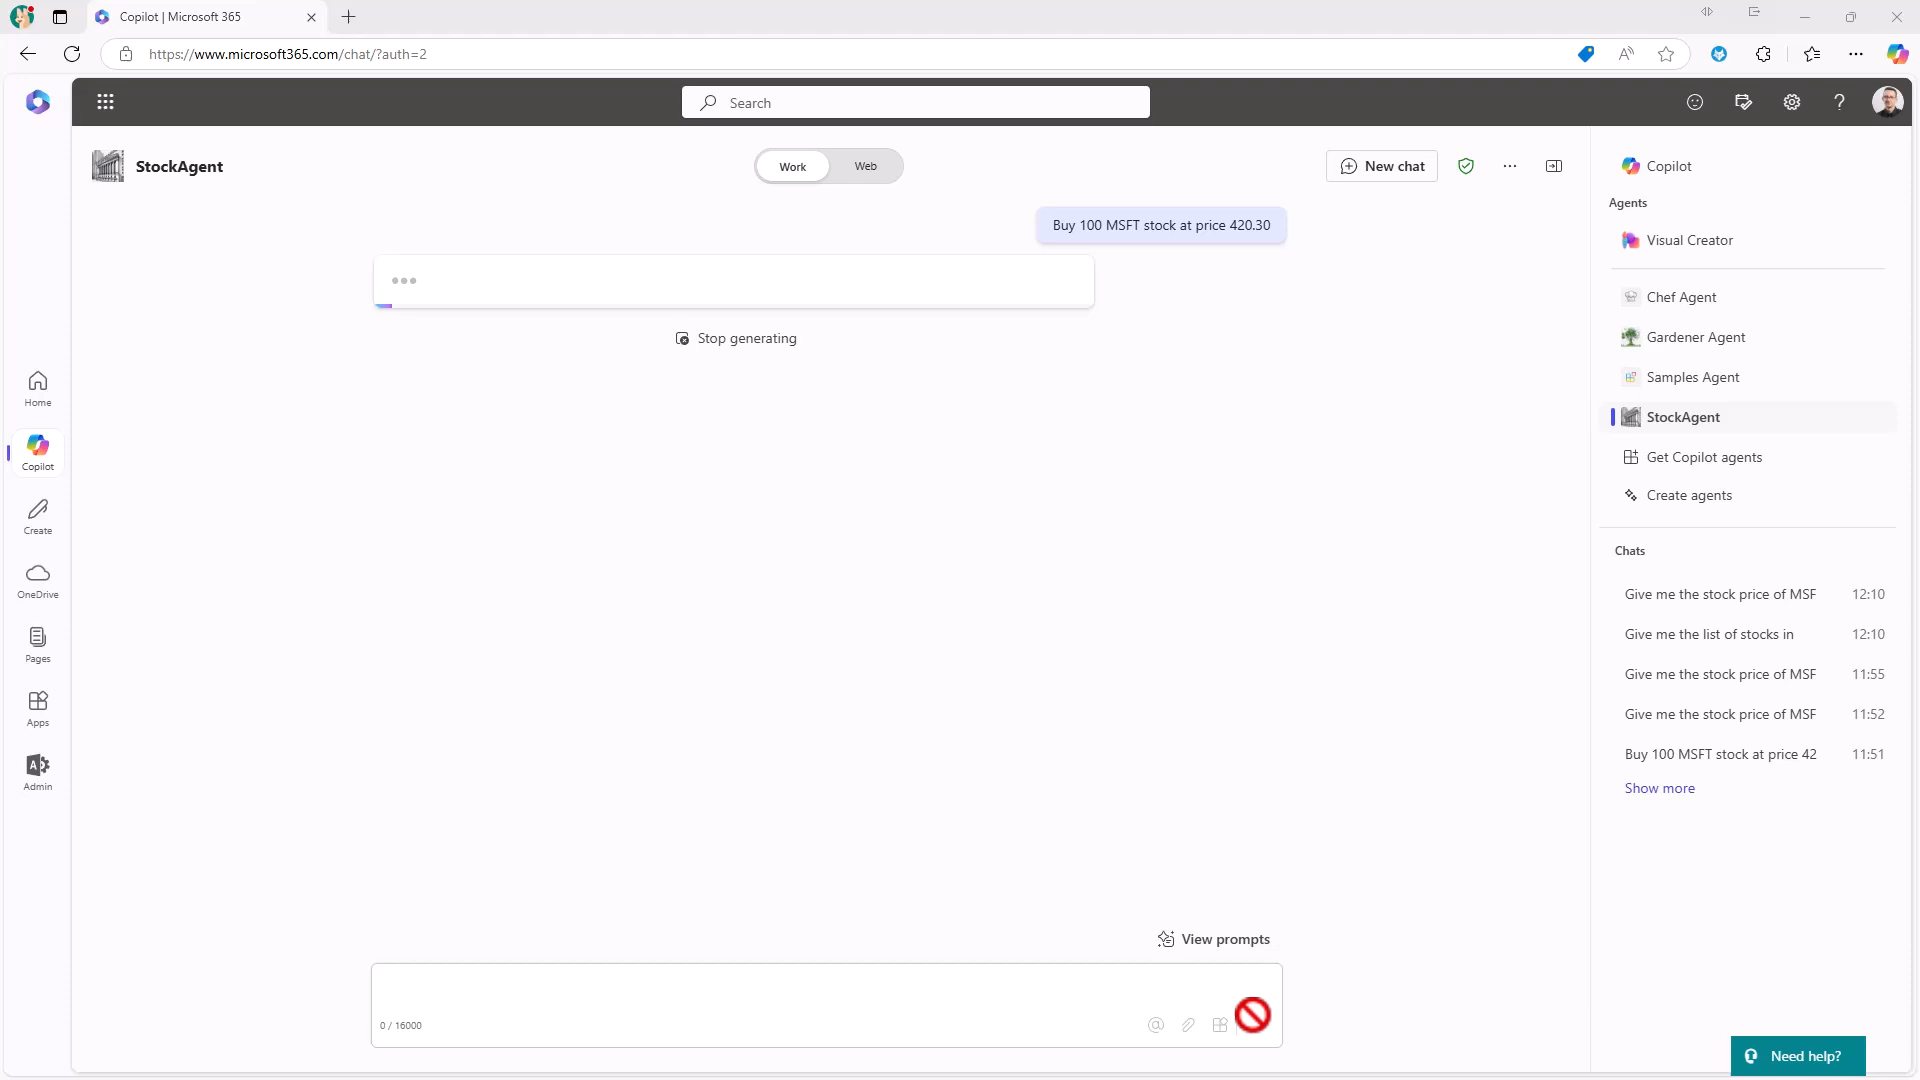 Copilot | Microsoft 365
https://www.microsoft365.com/chat/?auth=2
Search
StockAgent
Work
Web
New chat
Buy 100 MSFT stock at price 420.30
Stop generating
Home
Copilot
Create
OneDrive
Pages
Apps
Admin
Copilot
Agents
Visual Creator
Chef Agent
Gardener Agent
Samples Agent
StockAgent
Get Copilot agents
Create agents
Chats
Give me the stock price of MSF 12:10
Give me the list of stocks in 12:10
Give me the stock price of MSF 11:55
Give me the stock price of MSF 11:52
Buy 100 MSFT stock at price 42 11:51
Show more
View prompts
0 / 16000
Need help?